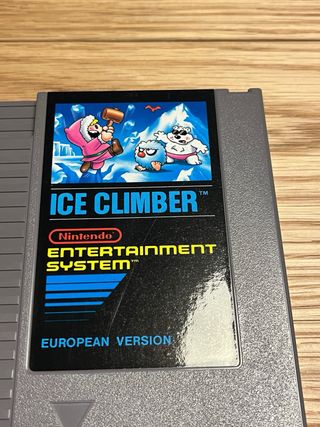 ICE CLIMBER™
Nintendo
ENTERTAINMENT
SYSTEM™
EUROPEAN VERSION